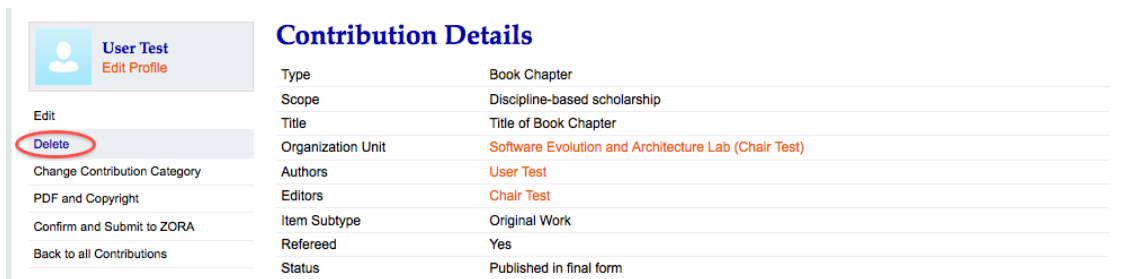 User Test
Edit Profile
Edit
Delete
Change Contribution Category
PDF and Copyright
Confirm and Submit to ZORA
Back to all Contributions
Contribution Details
Type Book Chapter
Scope Discipline-based scholarship
Title Title of Book Chapter
Organization Unit Software Evolution and Architecture Lab (Chair Test)
Authors User Test
Editors Chair Test
Item Subtype Original Work
Refereed Yes
Status Published in final form